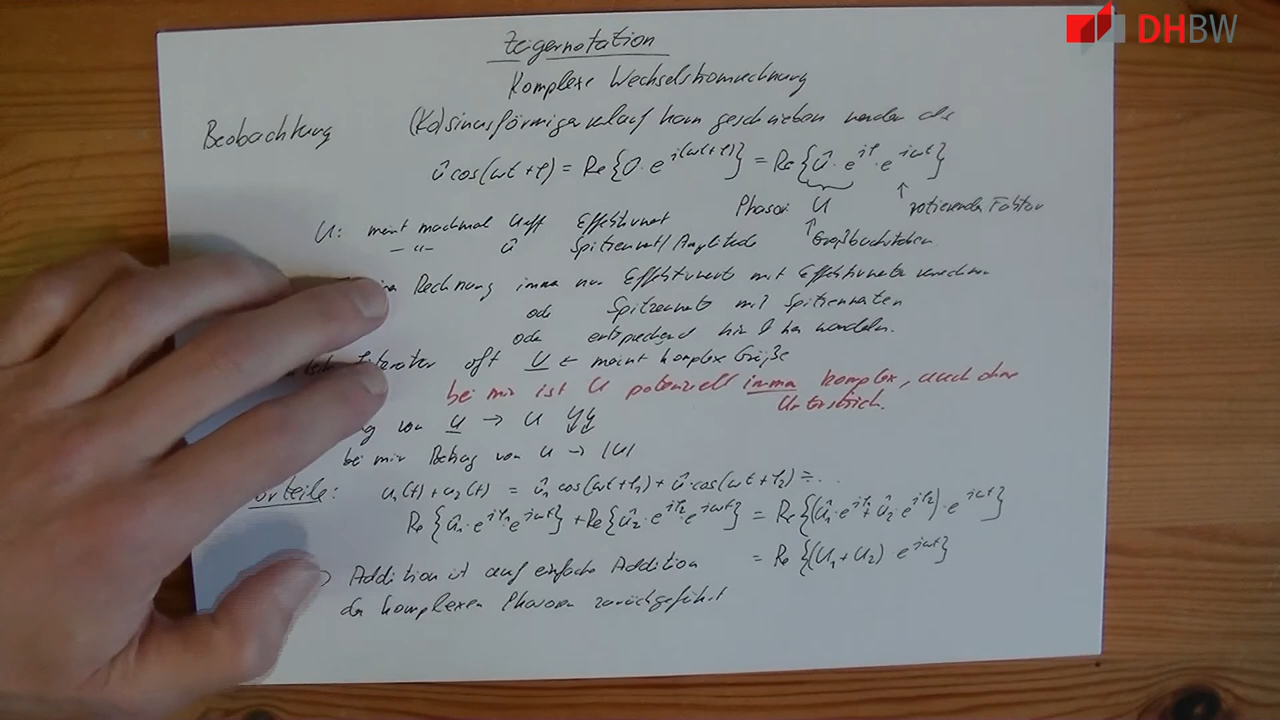 DHBW
Zeigernotation
Komplexe Wechselstromrechnung
Beobachtung (Ko)sinusförmiger Verlauf kann geschrieben werden als
û cos(ωt+φ) = Re{Û · e^{j(ωt+φ)}} = Re{û · e^{jφ} · e^{jωt}}
Phasor U ↑ rotierender Faktor
↑ Großbuchstaben
U: meint manchmal Ueff Effektivwert
– " – û Spitzenwert/Amplitude
Rechnung immer nur Effektivwerte mit Effektivwerten verrechnen
oder Spitzenwerte mit Spitzenwerten
oder entsprechend hin & her wandeln.
Literatur oft U ← meint komplexe Größe
bei mir ist U potenziell immer komplex, auch ohne
Unterstrich.
von U → U
bei mir Betrag von U → |U|
Vorteile: u₁(t) + u₂(t) = û₁ cos(ωt+φ₁) + û cos(ωt+φ₂) = ...
Re{û₁ · e^{jφ₁} e^{jωt}} + Re{û₂ · e^{jφ₂} e^{jωt}} = Re{(û₁ · e^{jφ₁} + û₂ · e^{jφ₂}) · e^{jωt}}
= Re{(U₁ + U₂) · e^{jωt}}
Addition ist auf einfache Addition
der komplexen Phasoren zurückgeführt